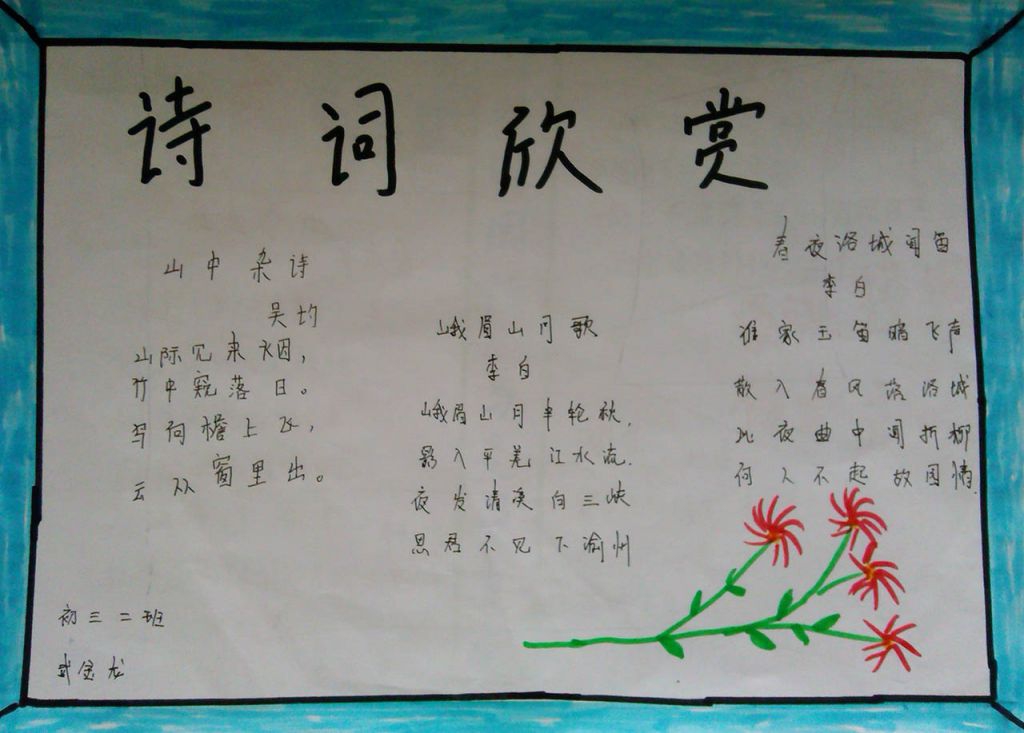 诗词欣赏
山中杂诗
吴均
山际见来烟，
竹中窥落日。
鸟向檐上飞，
云从窗里出。
峨眉山月歌
李白
峨眉山月半轮秋，
影入平羌江水流.
夜发清溪向三峡
思君不见下渝州
春夜洛城闻笛
李白
谁家玉笛暗飞声
散入春风落洛城
此夜曲中闻折柳
何人不起故园情.
初三二班
武金龙